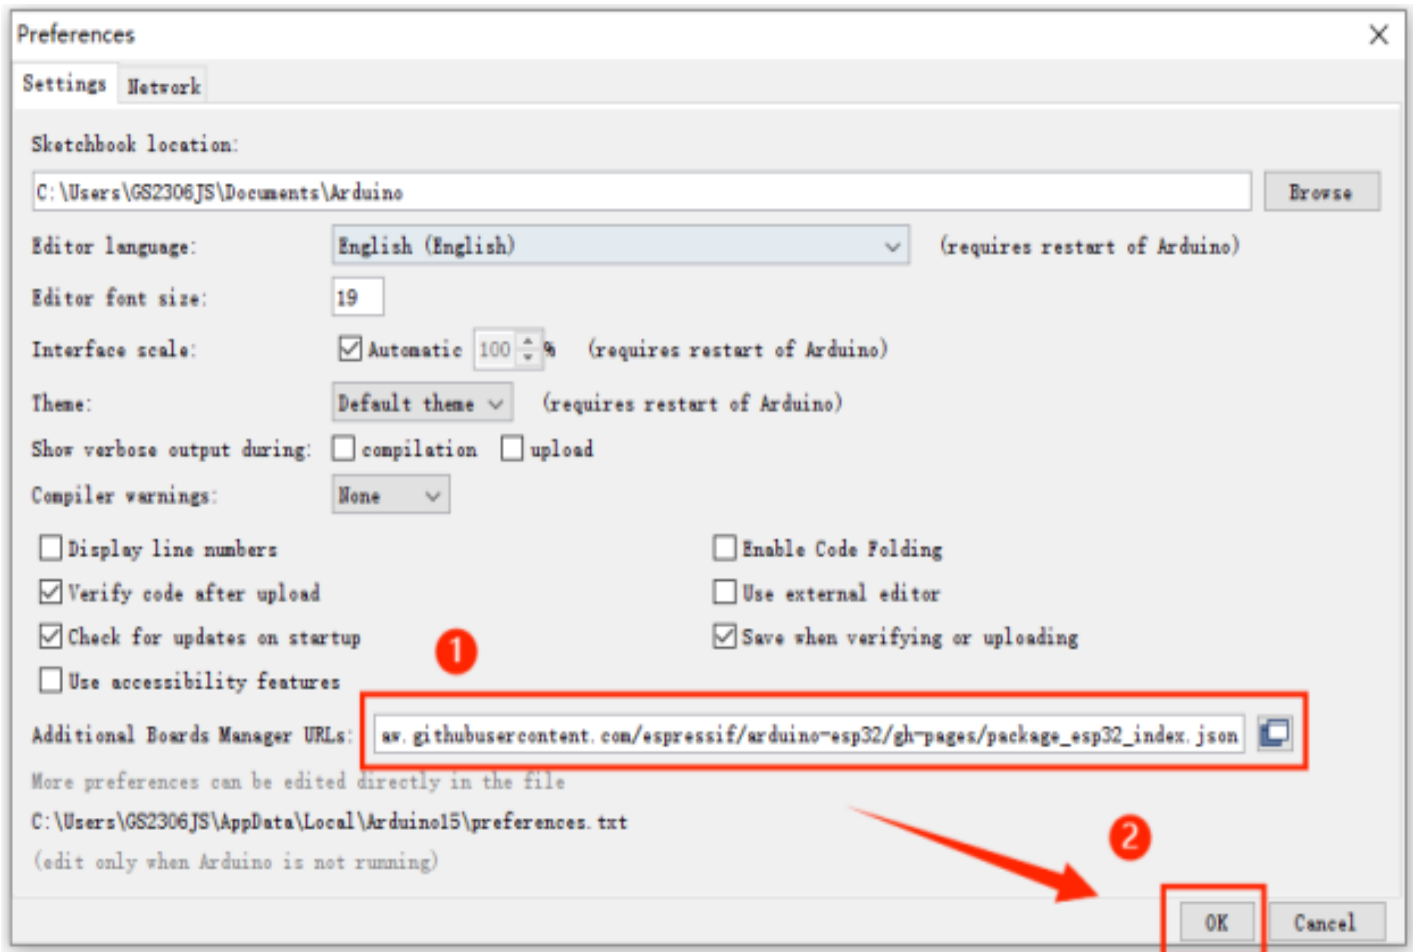 Preferences
Settings Network
Sketchbook location:
C:\Users\GS2306JS\Documents\Arduino Browse
Editor language: English (English) (requires restart of Arduino)
Editor font size: 19
Interface scale: Automatic 100 % (requires restart of Arduino)
Theme: Default theme (requires restart of Arduino)
Show verbose output during: compilation upload
Compiler warnings: None
Display line numbers Enable Code Folding
Verify code after upload Use external editor
Check for updates on startup Save when verifying or uploading
1
Use accessibility features
Additional Boards Manager URLs: aw.githubusercontent.com/espressif/arduino-esp32/gh-pages/package_esp32_index.json
More preferences can be edited directly in the file
C:\Users\GS2306JS\AppData\Local\Arduino15\preferences.txt
2
(edit only when Arduino is not running)
OK Cancel